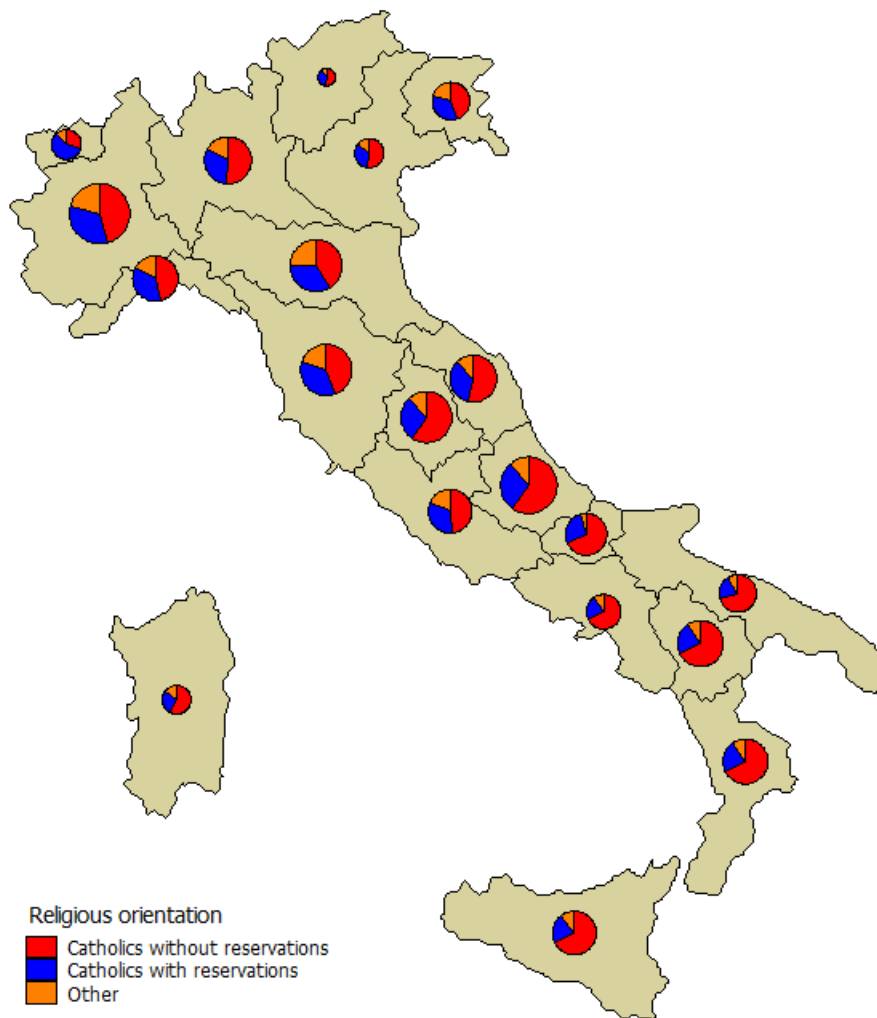 Religious orientation
Catholics without reservations
Catholics with reservations
Other